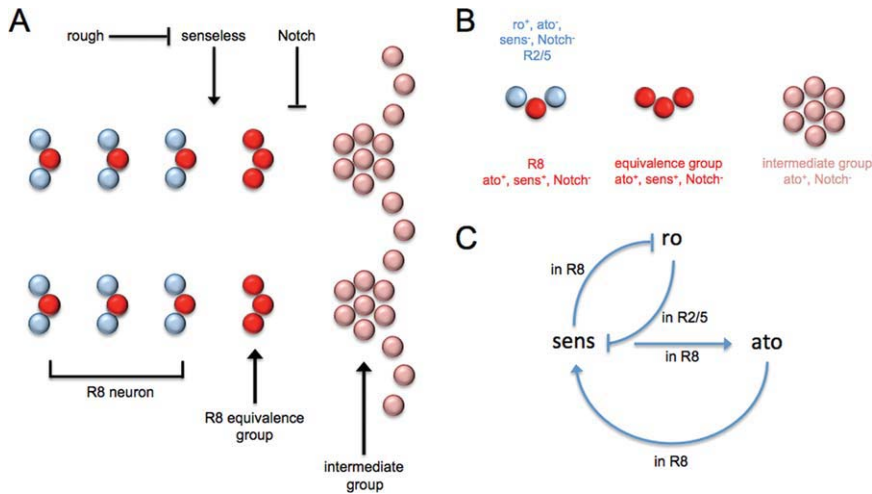 A
rough
senseless
Notch
R8 neuron
R8 equivalence
group
intermediate
group
B
ro⁺, ato⁻,
sens⁻, Notch⁻
R2/5
R8
ato⁺, sens⁺, Notch⁻
equivalence group
ato⁺, sens⁺, Notch⁻
intermediate group
ato⁺, Notch⁻
C
ro
in R8
in R2/5
sens
ato
in R8
in R8